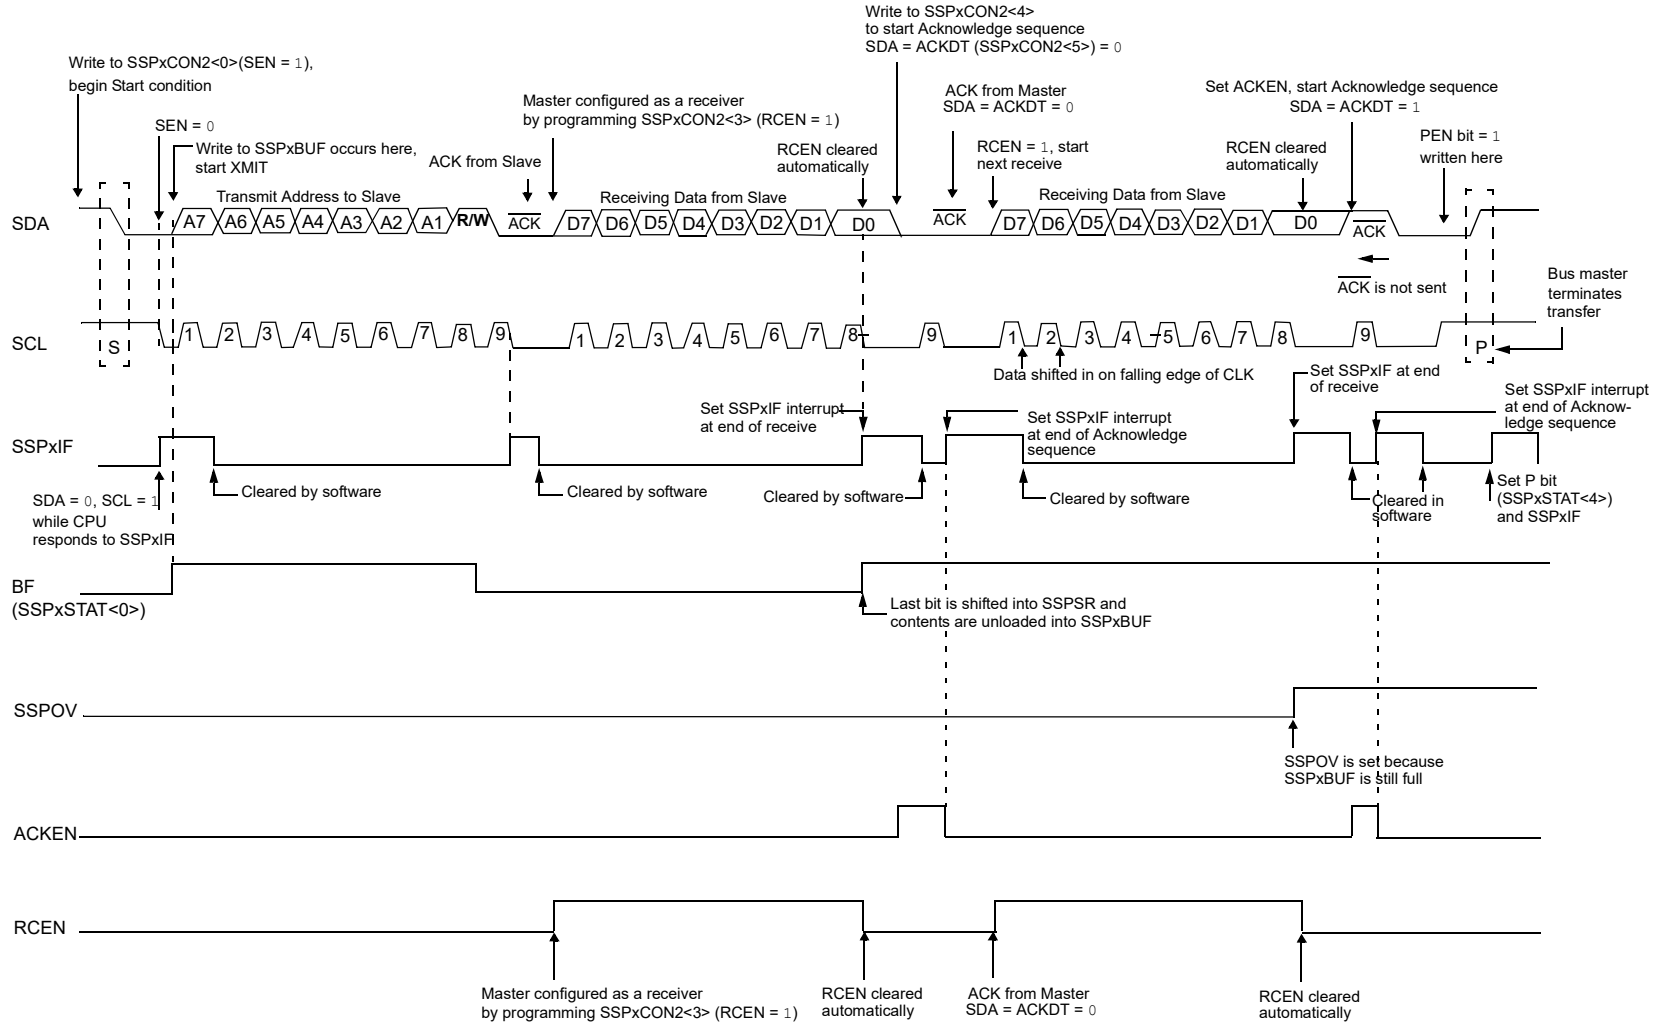 Write to SSPxCON2<4>
to start Acknowledge sequence
SDA = ACKDT (SSPxCON2<5>) = 0
Write to SSPxCON2<0>(SEN = 1),
begin Start condition
ACK from Master
SDA = ACKDT = 0
Set ACKEN, start Acknowledge sequence
SDA = ACKDT = 1
Master configured as a receiver
by programming SSPxCON2<3> (RCEN = 1)
SEN = 0
PEN bit = 1
written here
Write to SSPxBUF occurs here,
start XMIT
ACK from Slave
RCEN cleared
automatically
RCEN = 1, start
next receive
RCEN cleared
automatically
Transmit Address to Slave
Receiving Data from Slave
Receiving Data from Slave
SDA
A7 A6 A5 A4 A3 A2 A1 R/W ACK D7 D6 D5 D4 D3 D2 D1 D0 ACK D7 D6 D5 D4 D3 D2 D1 D0 ACK
ACK is not sent
Bus master
terminates
transfer
SCL
S 1 2 3 4 5 6 7 8 9 1 2 3 4 5 6 7 8 9 1 2 3 4 5 6 7 8 9 P
Data shifted in on falling edge of CLK
Set SSPxIF at end
of receive
Set SSPxIF interrupt
at end of Acknow-
ledge sequence
Set SSPxIF interrupt
at end of receive
Set SSPxIF interrupt
at end of Acknowledge
sequence
SSPxIF
SDA = 0, SCL = 1
while CPU
responds to SSPxIF
Cleared by software
Cleared by software
Cleared by software
Cleared by software
Cleared in
software
Set P bit
(SSPxSTAT<4>)
and SSPxIF
BF
(SSPxSTAT<0>)
Last bit is shifted into SSPSR and
contents are unloaded into SSPxBUF
SSPOV
SSPOV is set because
SSPxBUF is still full
ACKEN
RCEN
Master configured as a receiver
by programming SSPxCON2<3> (RCEN = 1)
RCEN cleared
automatically
ACK from Master
SDA = ACKDT = 0
RCEN cleared
automatically